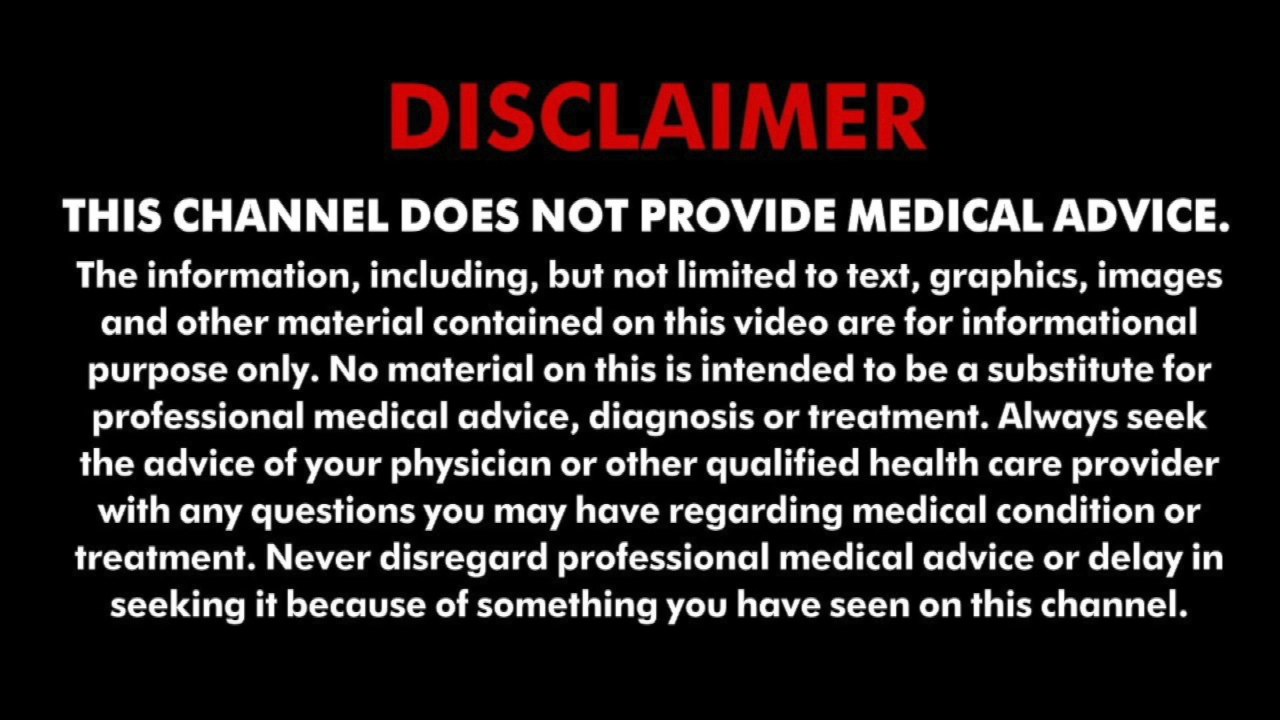 DISCLAIMER
THIS CHANNEL DOES NOT PROVIDE MEDICAL ADVICE.
The information, including, but not limited to text, graphics, images
and other material contained on this video are for informational
purpose only. No material on this is intended to be a substitute for
professional medical advice, diagnosis or treatment. Always seek
the advice of your physician or other qualified health care provider
with any questions you may have regarding medical condition or
treatment. Never disregard professional medical advice or delay in
seeking it because of something you have seen on this channel.